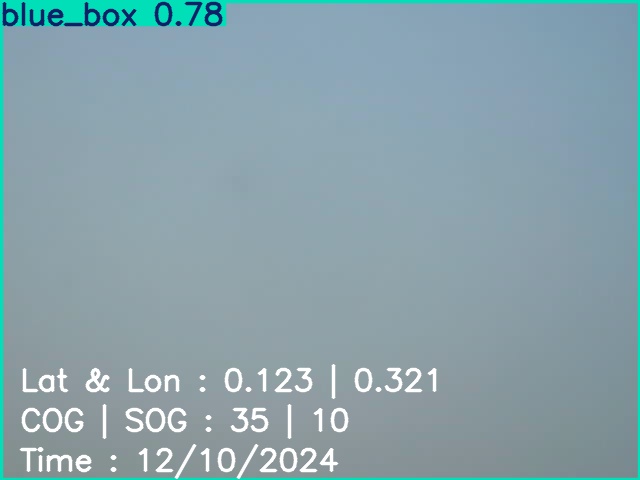 blue_box 0.78
Lat & Lon : 0.123 | 0.321
COG | SOG : 35 | 10
Time : 12/10/2024